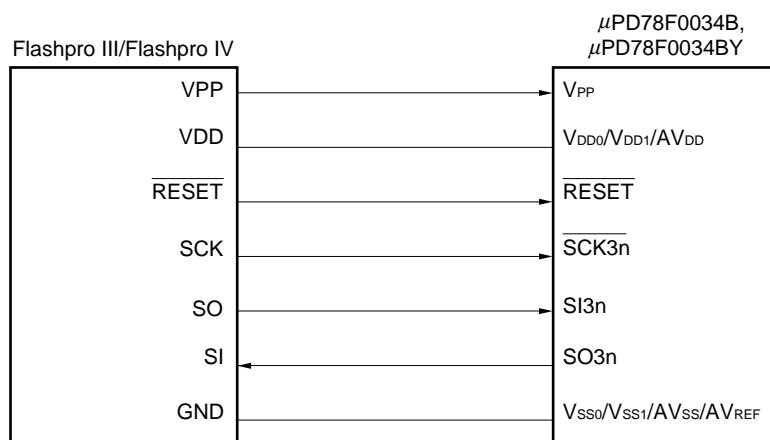 Flashpro III/Flashpro IV
μPD78F0034B,
μPD78F0034BY
VPP VPP
VDD VDD0/VDD1/AVDD
RESET RESET
SCK SCK3n
SO SI3n
SI SO3n
GND VSS0/VSS1/AVSS/AVREF